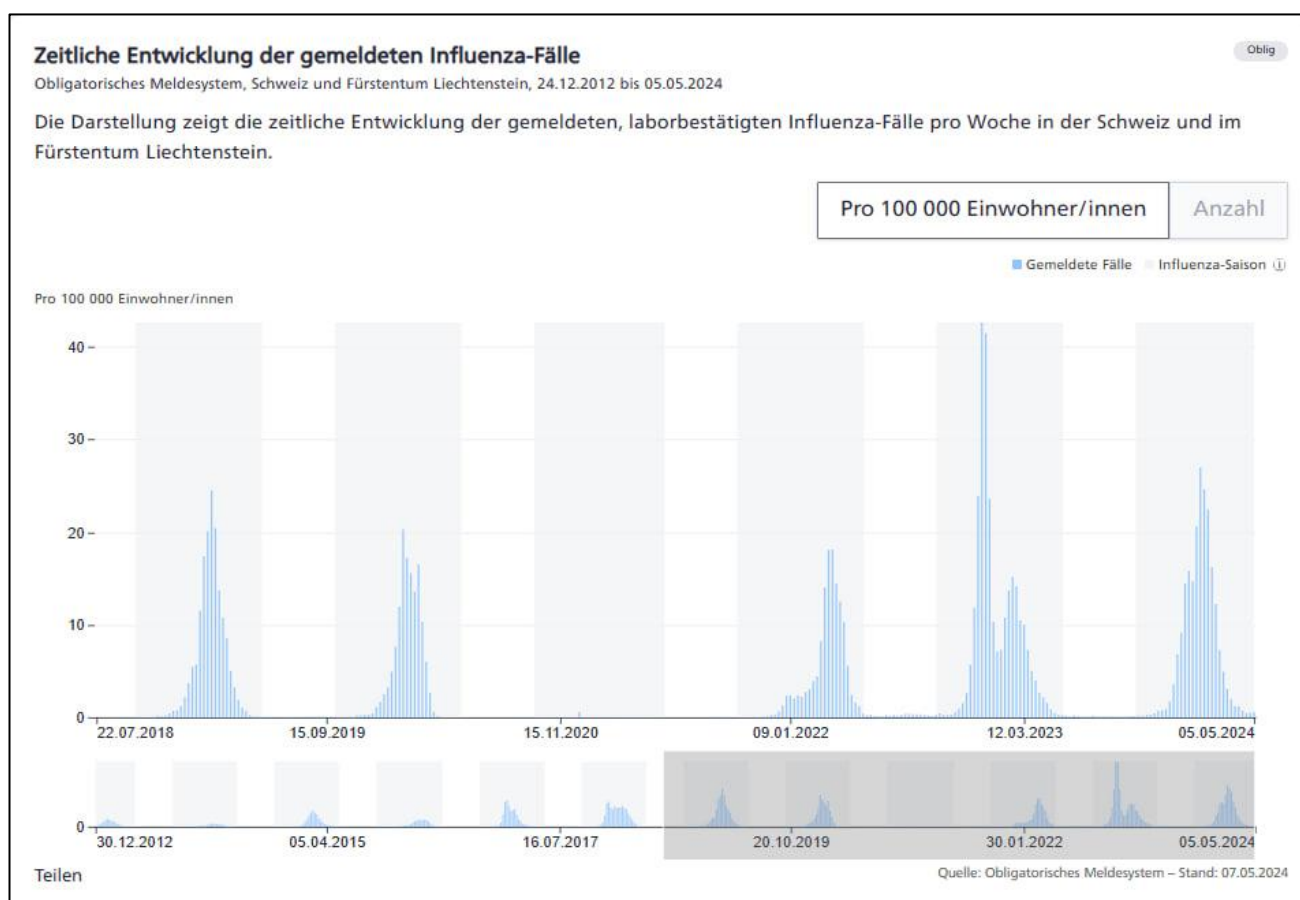 Zeitliche Entwicklung der gemeldeten Influenza-Fälle
Oblig
Obligatorisches Meldesystem, Schweiz und Fürstentum Liechtenstein, 24.12.2012 bis 05.05.2024
Die Darstellung zeigt die zeitliche Entwicklung der gemeldeten, laborbestätigten Influenza-Fälle pro Woche in der Schweiz und im
Fürstentum Liechtenstein.
Pro 100 000 Einwohner/innen Anzahl
Gemeldete Fälle Influenza-Saison ⓘ
Pro 100 000 Einwohner/innen
40
30
20
10
0
22.07.2018 15.09.2019 15.11.2020 09.01.2022 12.03.2023 05.05.2024
0
30.12.2012 05.04.2015 16.07.2017 20.10.2019 30.01.2022 05.05.2024
Teilen Quelle: Obligatorisches Meldesystem – Stand: 07.05.2024